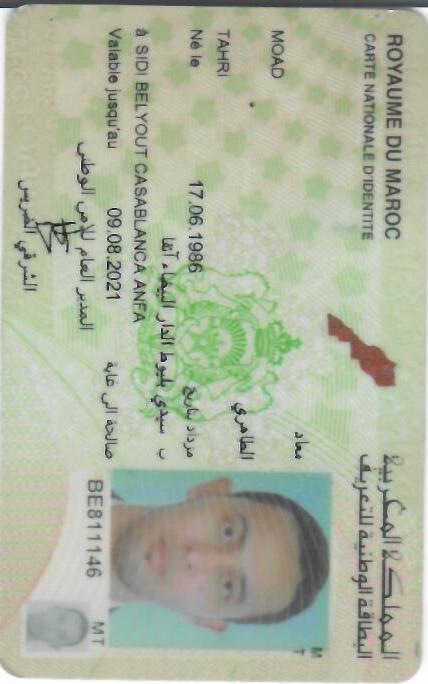 ROYAUME DU MAROC المملكة المغربية
CARTE NATIONALE D'IDENTITE البطاقة الوطنية للتعريف
MOAD معاد
TAHRI الطاهري
Né le 17.06.1986 مزداد بتاريخ
ب سيدي بليوط الدار البيضاء آنفا
à SIDI BELYOUT CASABLANCA ANFA
Valable jusqu'au 09.08.2021 صالحة الى غاية
المدير العام للأمن الوطني
الشرقي الضريس
M
T
BE811146 MT